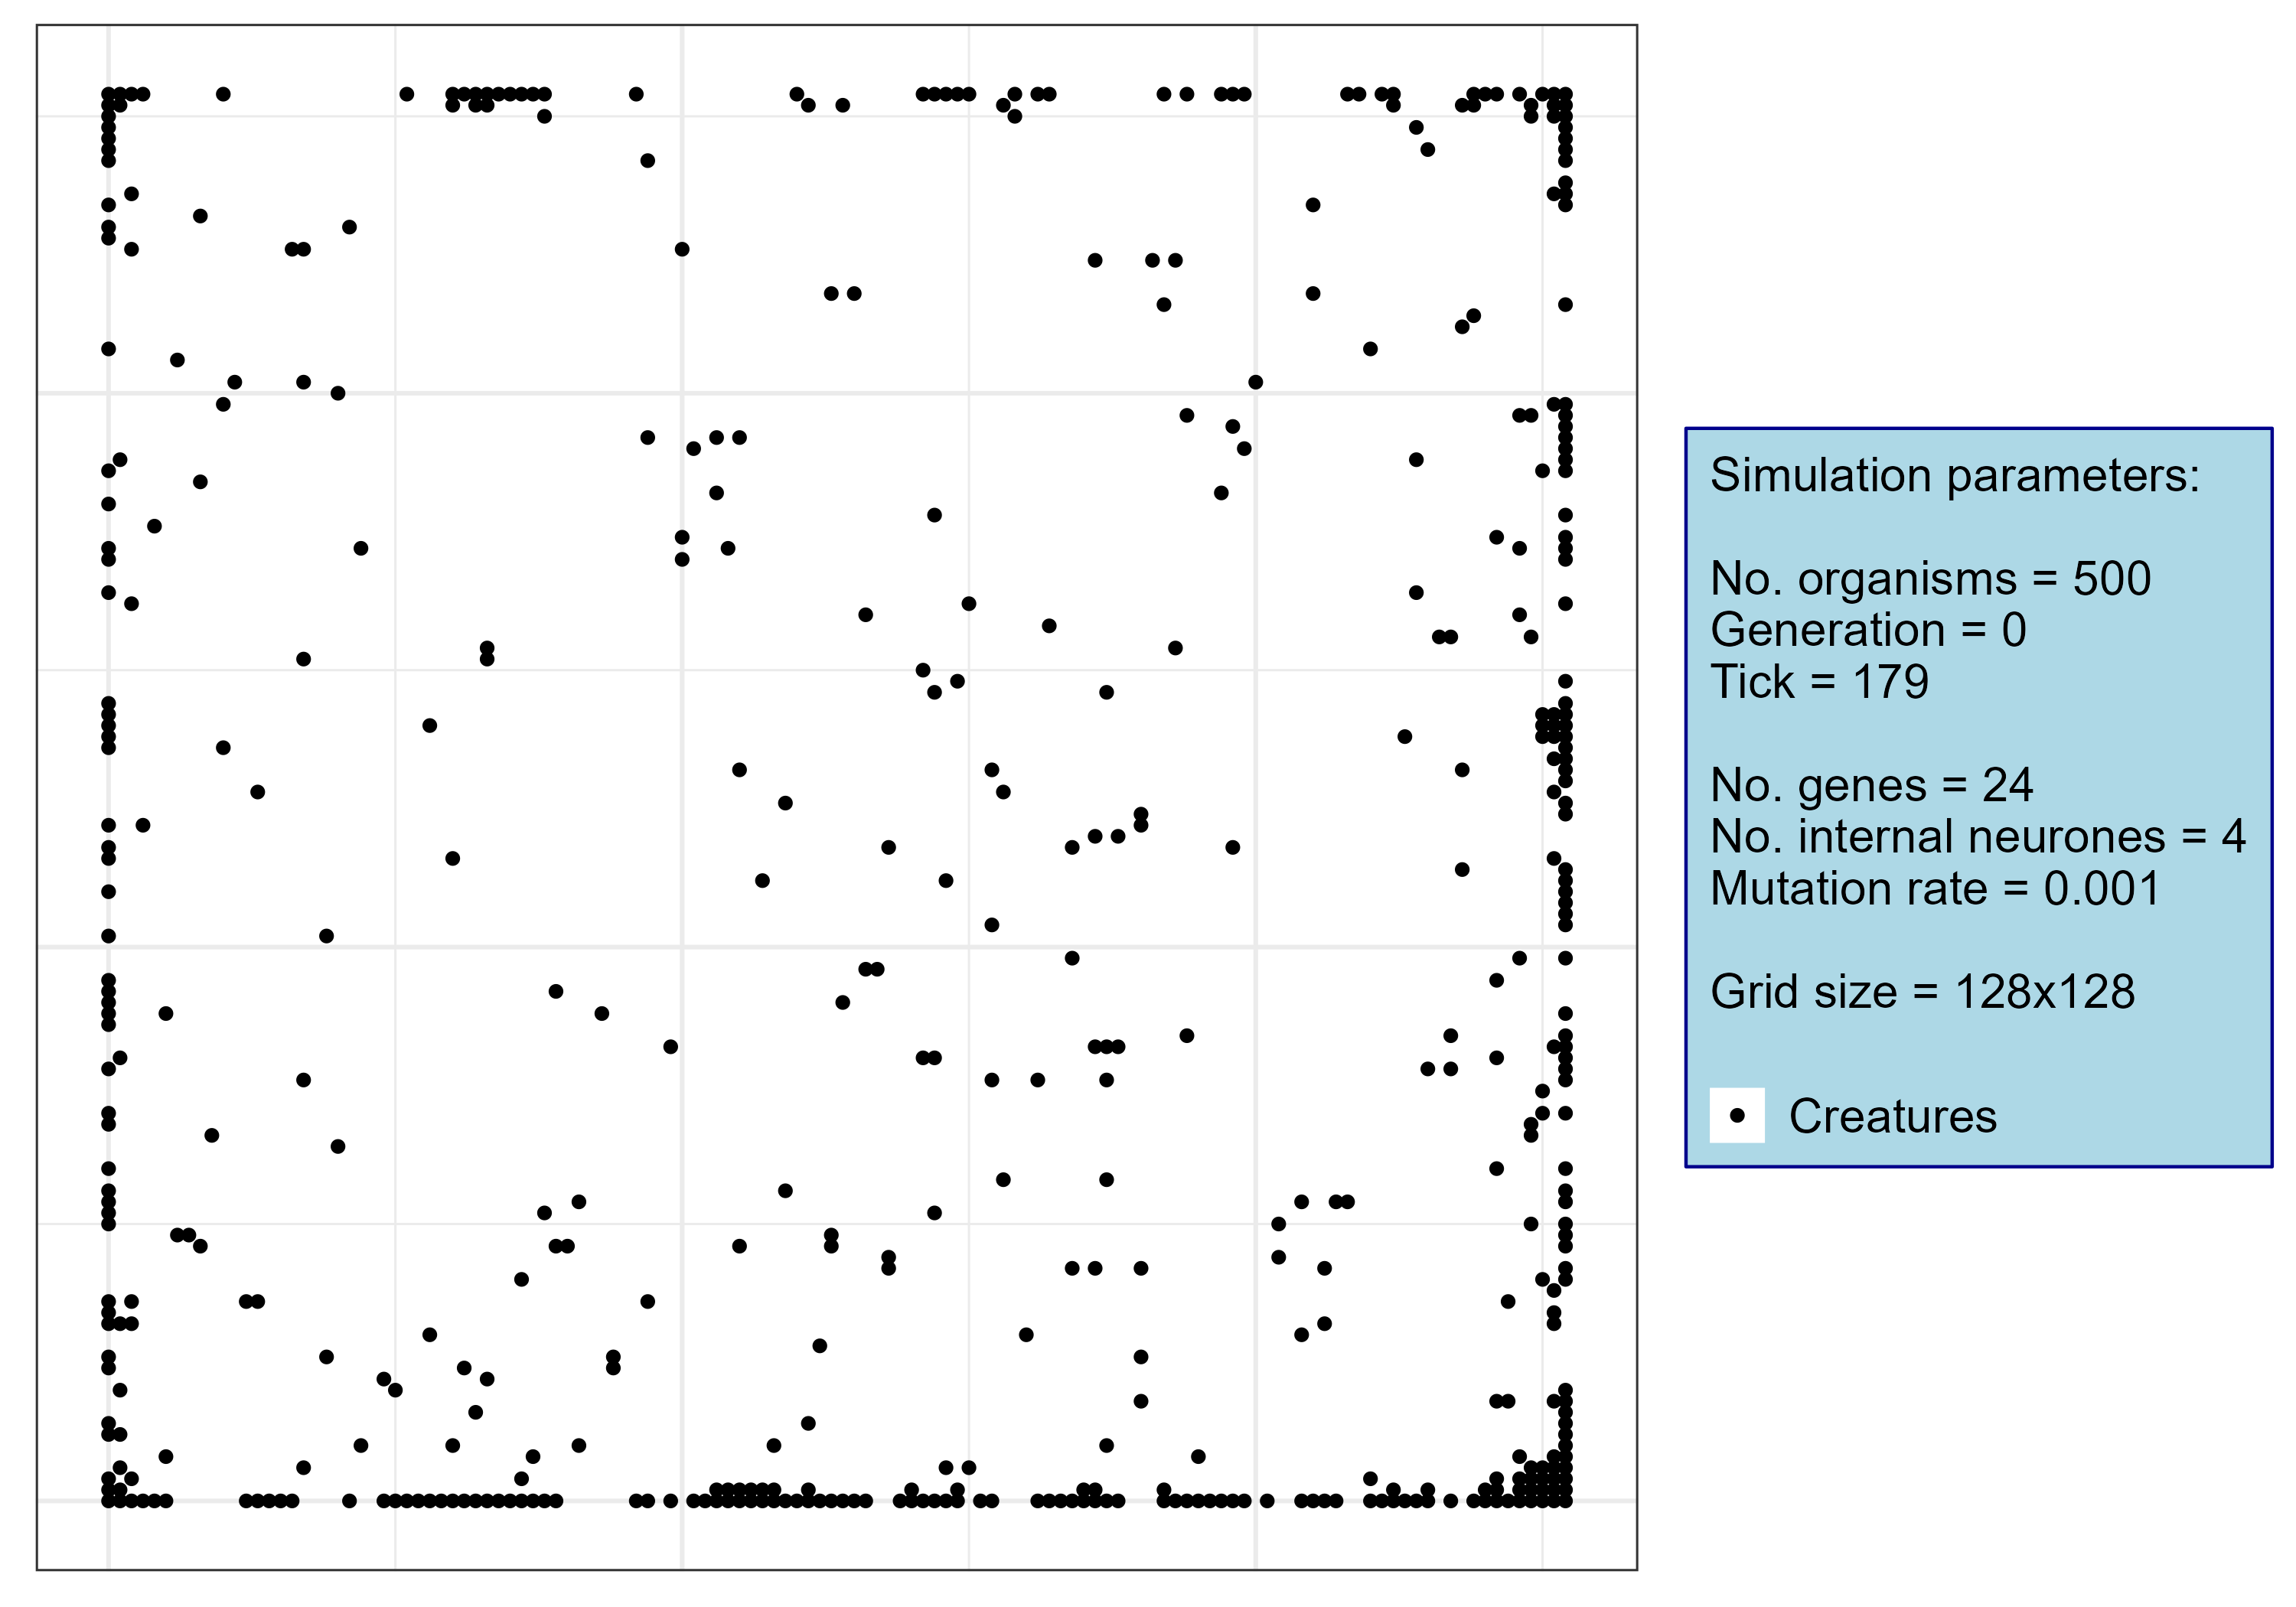 Simulation parameters:
No. organisms = 500
Generation = 0
Tick = 179
No. genes = 24
No. internal neurones = 4
Mutation rate = 0.001
Grid size = 128x128
Creatures